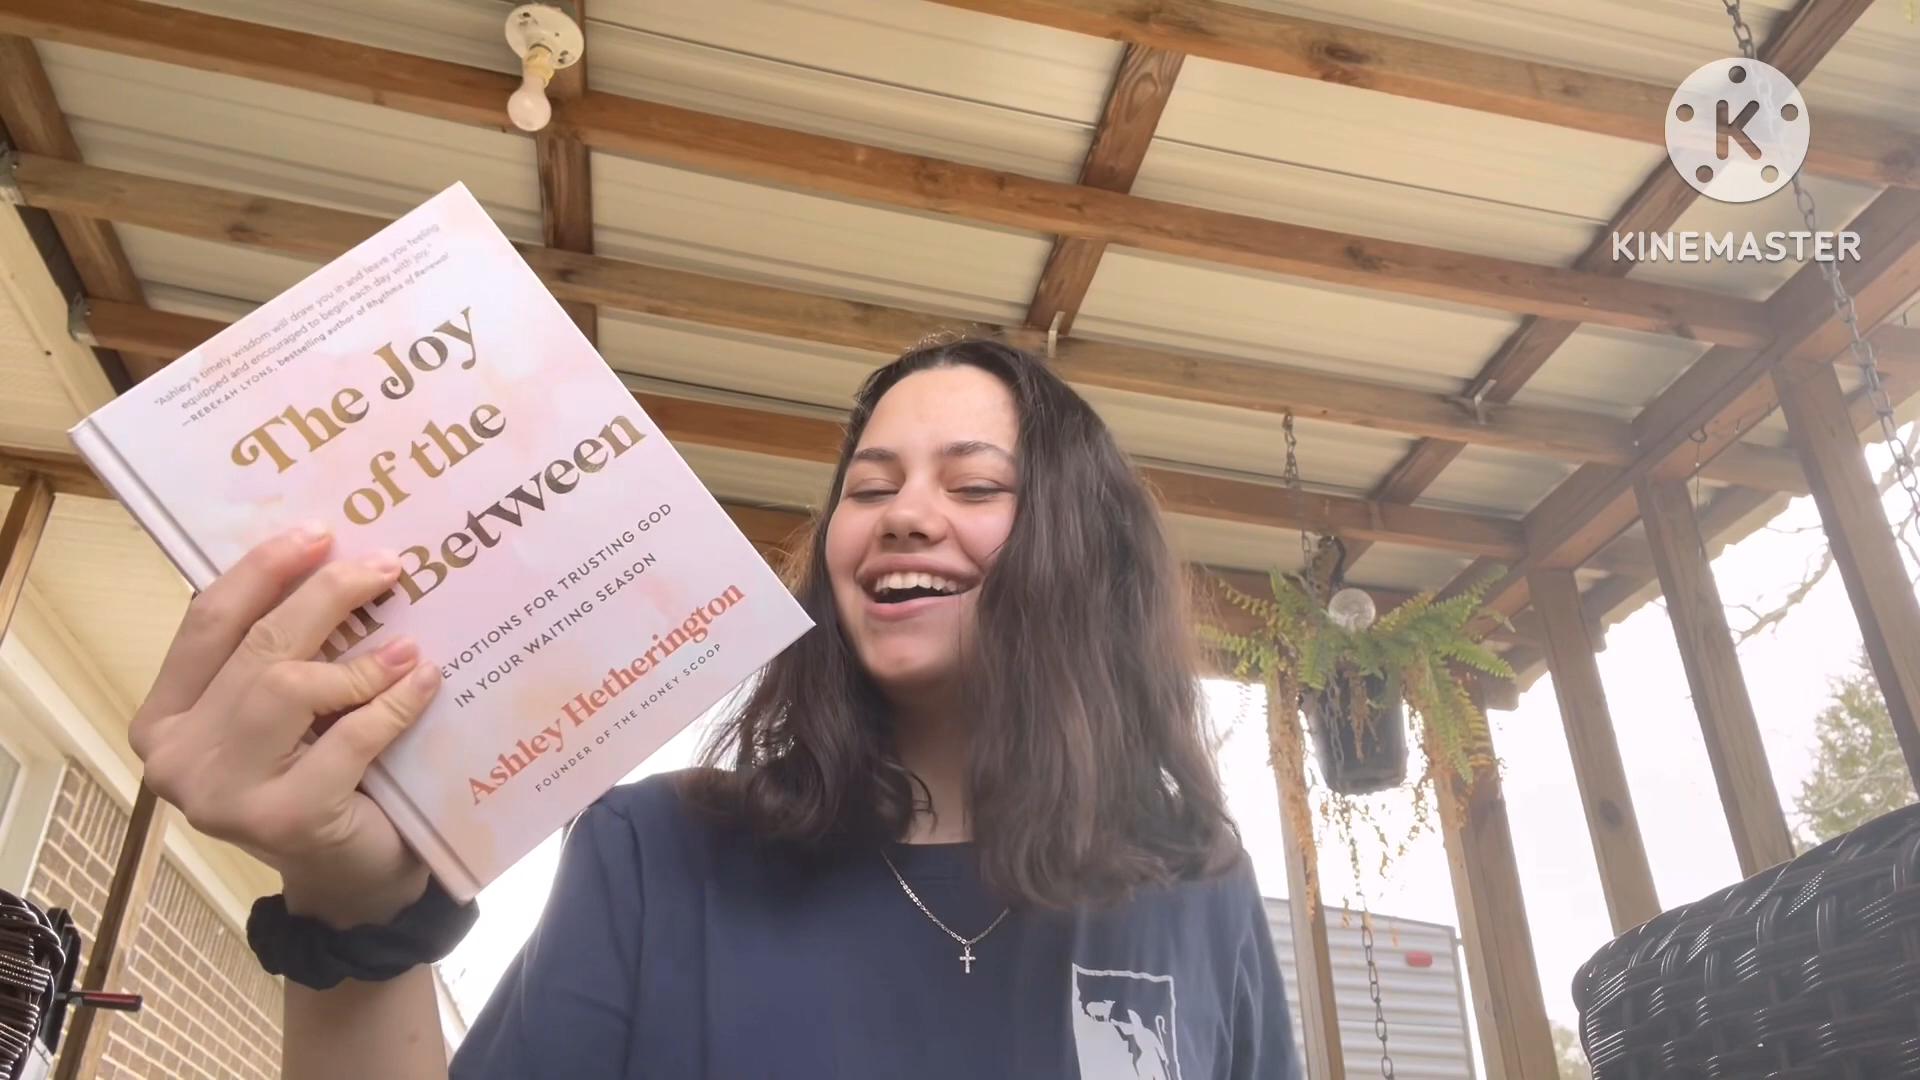 "Ashley's timely wisdom will draw you in and leave you feeling
equipped and encouraged to begin each day with joy."
—REBEKAH LYONS, bestselling author of Rhythms of Renewal
The Joy
of the
In-Between
EVOTIONS FOR TRUSTING GOD
IN YOUR WAITING SEASON
Ashley Hetherington
FOUNDER OF THE HONEY SCOOP
K
KINEMASTER